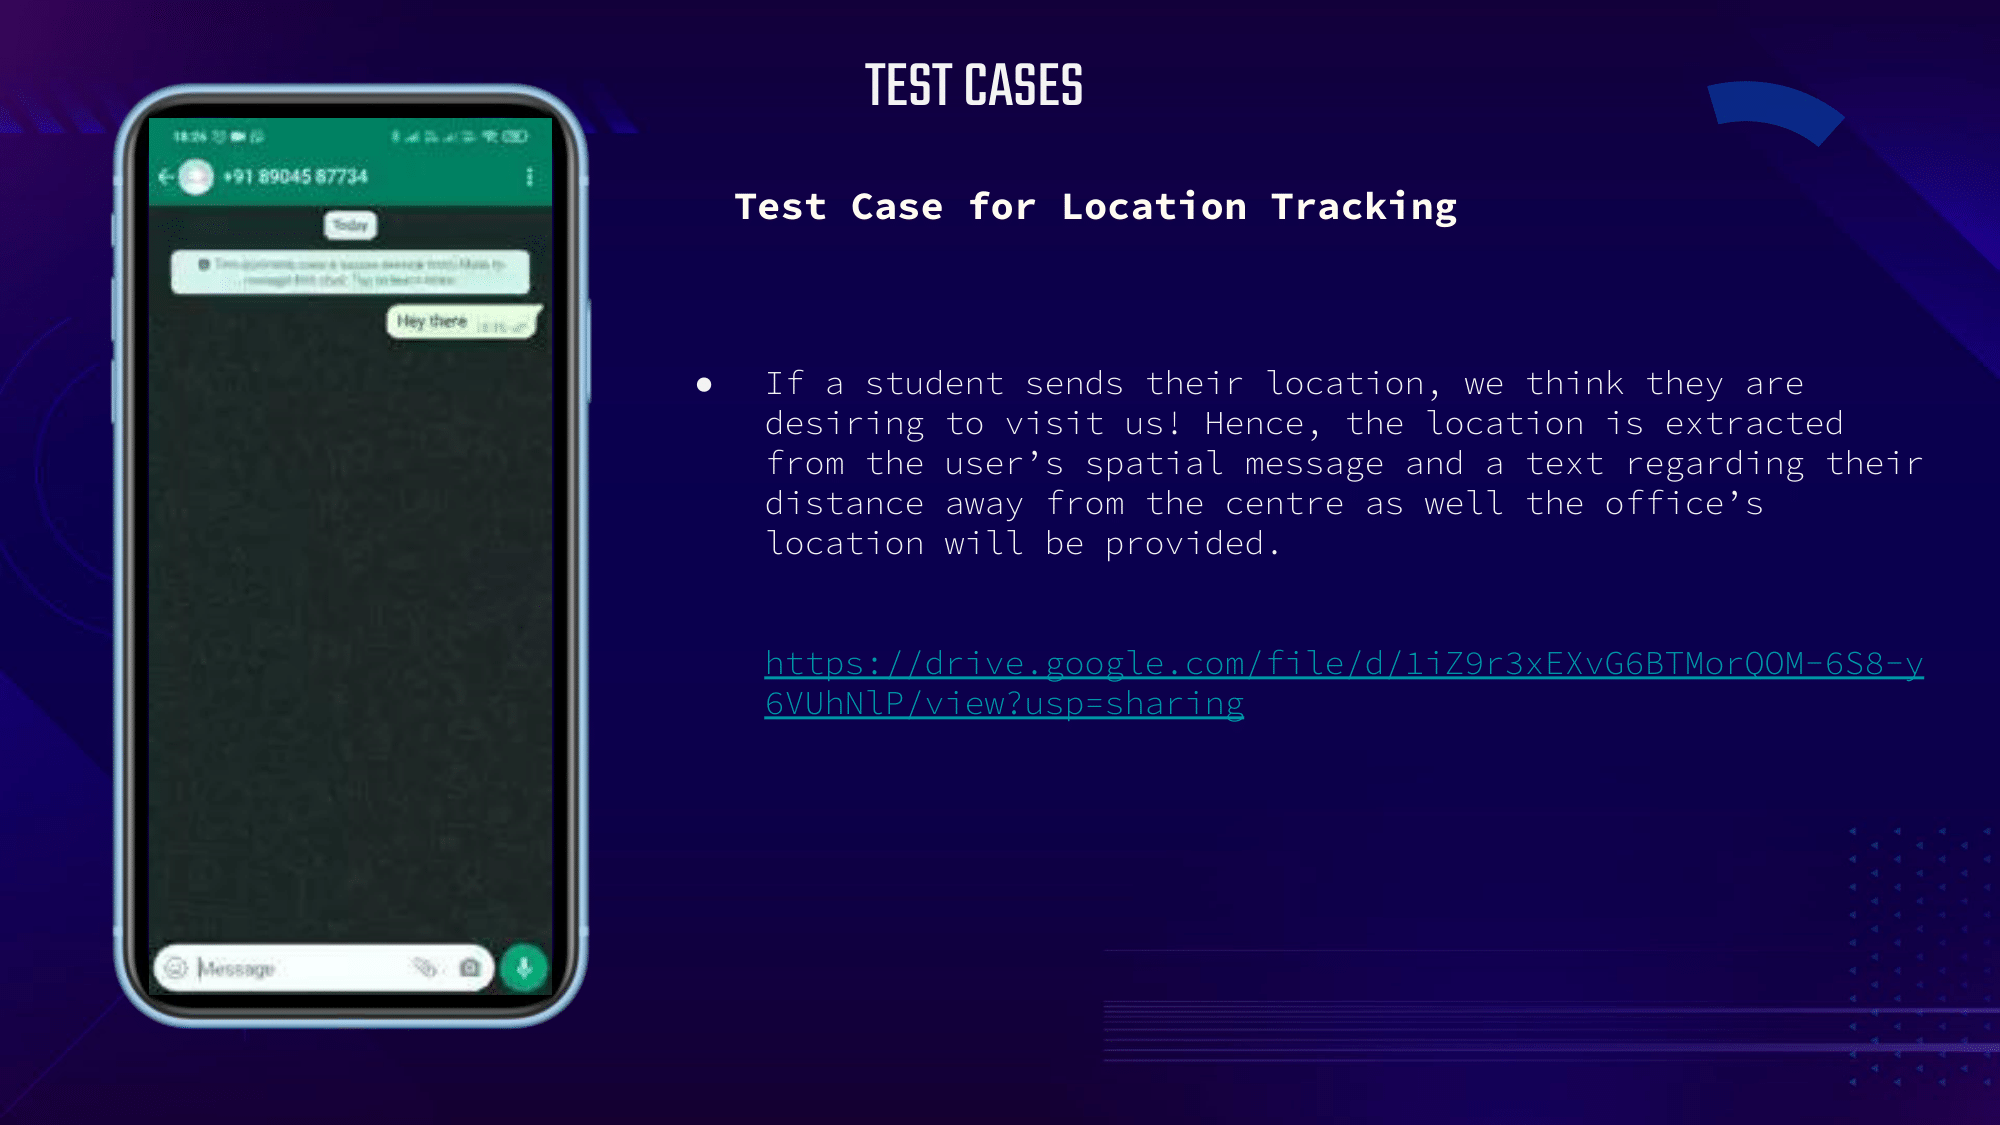 TEST CASES
Test Case for Location Tracking
18:26
+91 89045 87734
Today
Hey there
Message
● If a student sends their location, we think they are
desiring to visit us! Hence, the location is extracted
from the user’s spatial message and a text regarding their
distance away from the centre as well the office’s
location will be provided.
https://drive.google.com/file/d/1iZ9r3xEXvG6BTMorQOM-6S8-y
6VUhNlP/view?usp=sharing